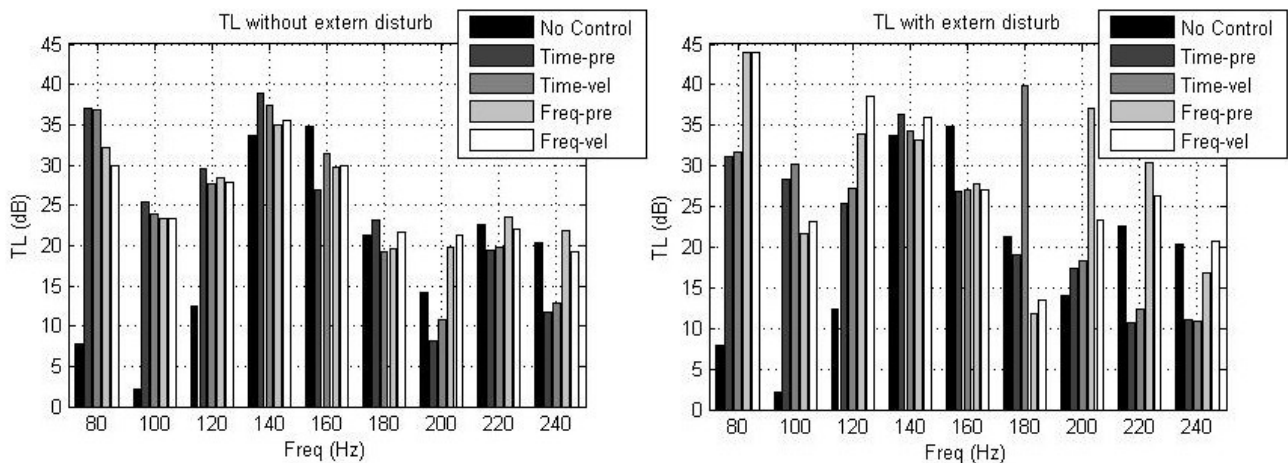 TL without extern disturb
45
40
35
30
25
20
15
10
5
0
TL (dB)
80 100 120 140 160 180 200 220 240
Freq (Hz)
No Control
Time-pre
Time-vel
Freq-pre
Freq-vel
TL with extern disturb
45
40
35
30
25
20
15
10
5
0
TL (dB)
80 100 120 140 160 180 200 220 240
Freq (Hz)
No Control
Time-pre
Time-vel
Freq-pre
Freq-vel